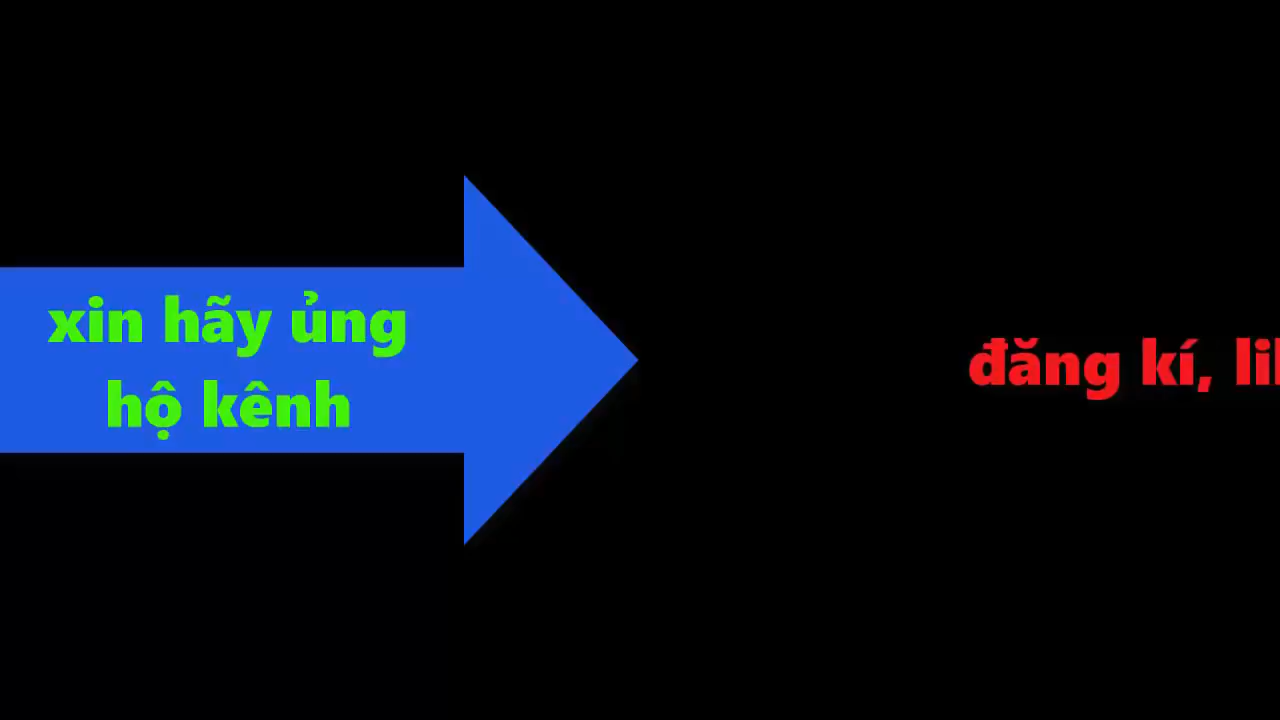 xin hãy ủng
hộ kênh
đăng kí,